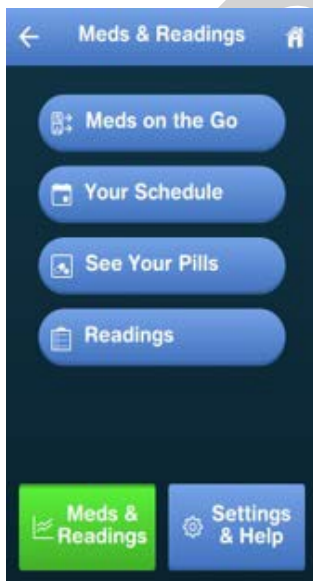 Meds & Readings
Meds on the Go
Your Schedule
See Your Pills
Readings
Meds &
Readings
Settings
& Help